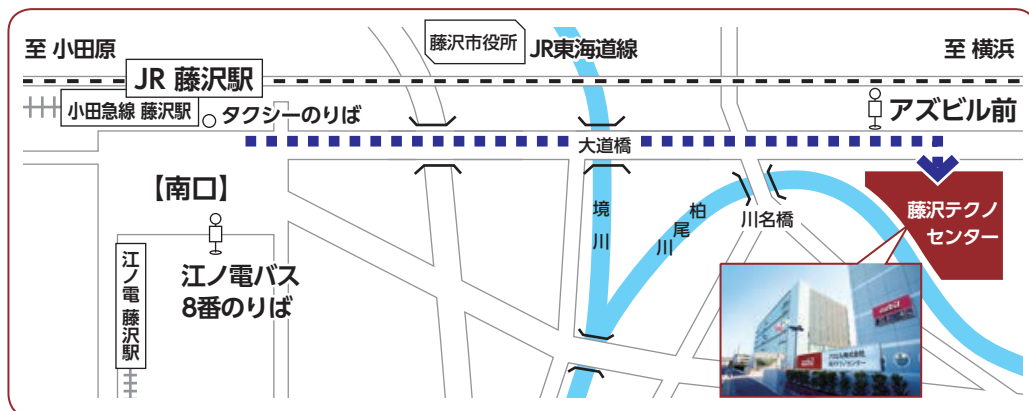 藤沢市役所
JR東海道線
至 小田原
至 横浜
JR 藤沢駅
小田急線 藤沢駅
タクシーのりば
アズビル前
大道橋
【南口】
境川
柏尾川
川名橋
藤沢テクノ
センター
江ノ電バス
8番のりば
江ノ電 藤沢駅